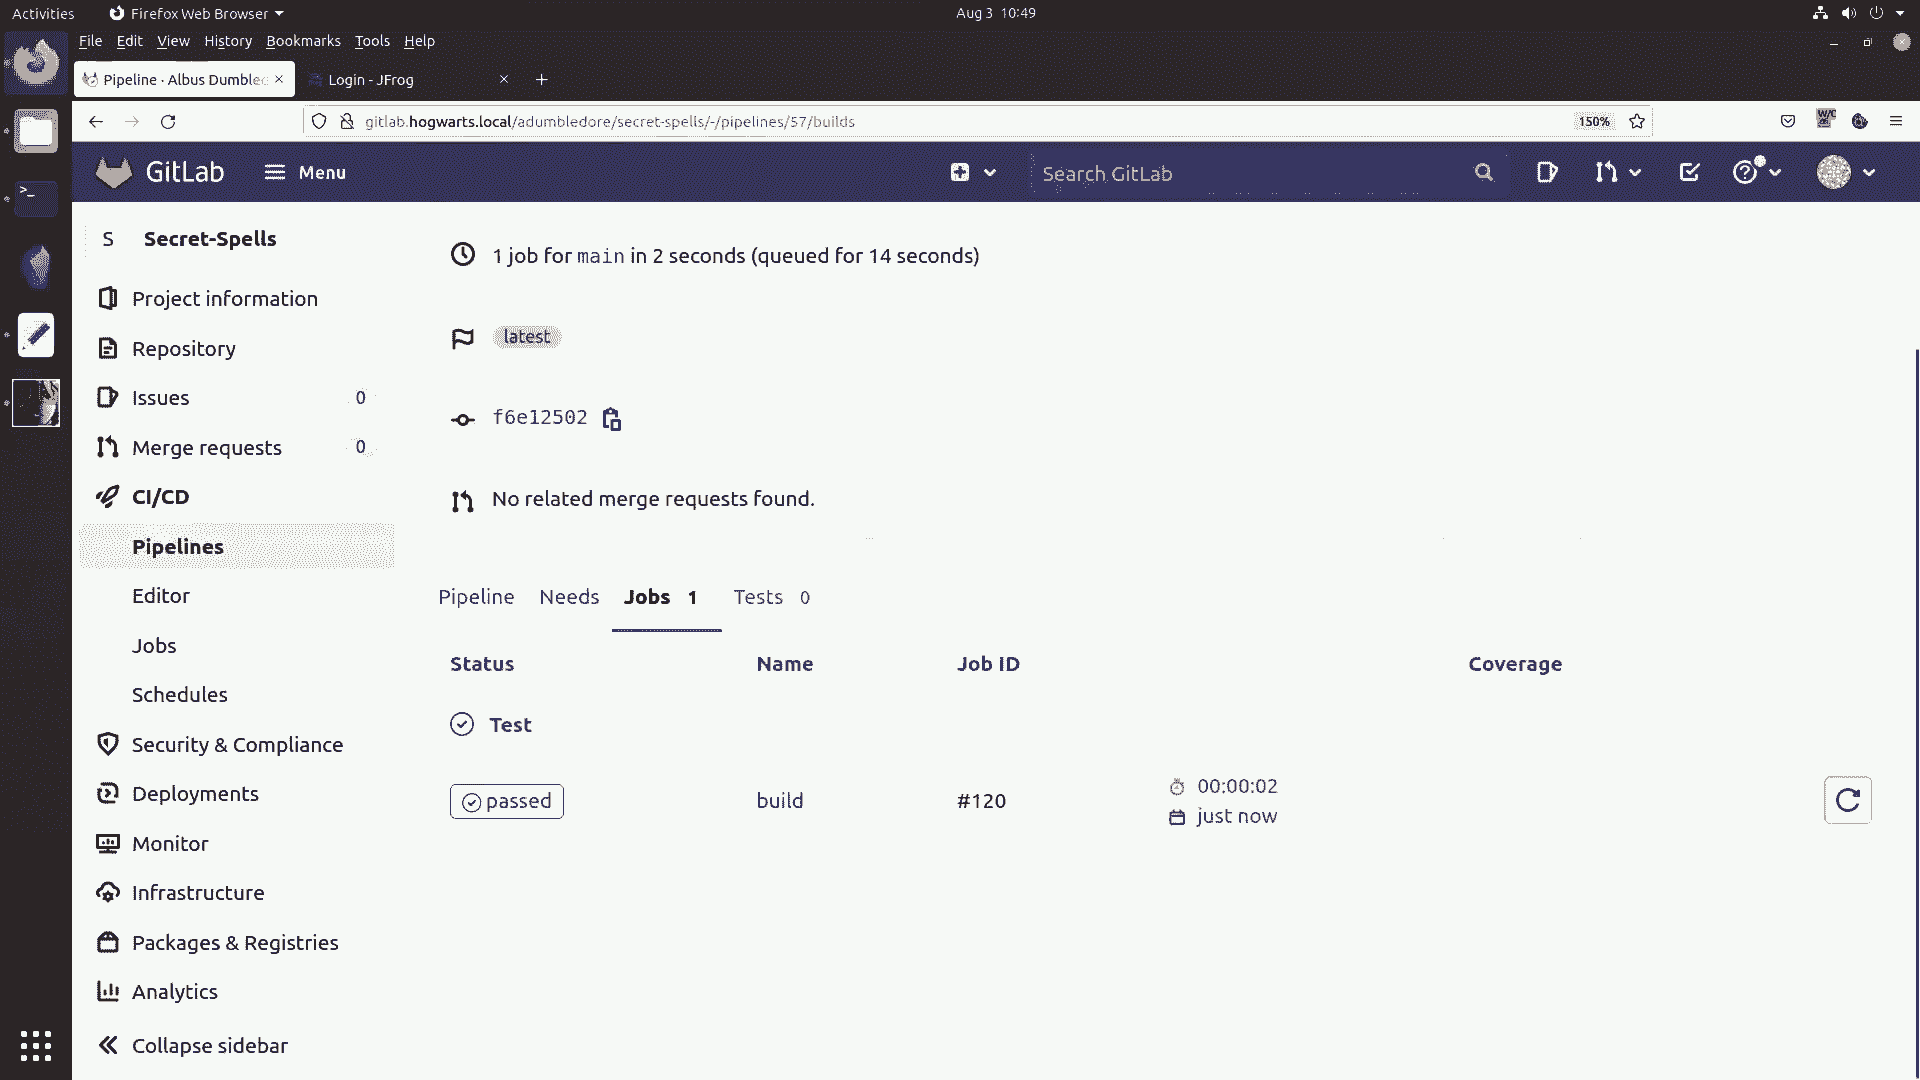 Activities
Firefox Web Browser
Aug 3 10:49
File Edit View History Bookmarks Tools Help
Pipeline · Albus Dumbled
Login - JFrog
gitlab.hogwarts.local/adumbledore/secret-spells/-/pipelines/57/builds
150%
GitLab
Menu
Search GitLab
S Secret-Spells
Project information
Repository
Issues 0
Merge requests 0
CI/CD
Pipelines
Editor
Jobs
Schedules
Security & Compliance
Deployments
Monitor
Infrastructure
Packages & Registries
Analytics
Collapse sidebar
1 job for main in 2 seconds (queued for 14 seconds)
latest
f6e12502
No related merge requests found.
Pipeline Needs Jobs 1 Tests 0
Status Name Job ID Coverage
Test
passed build #120
00:00:02
just now